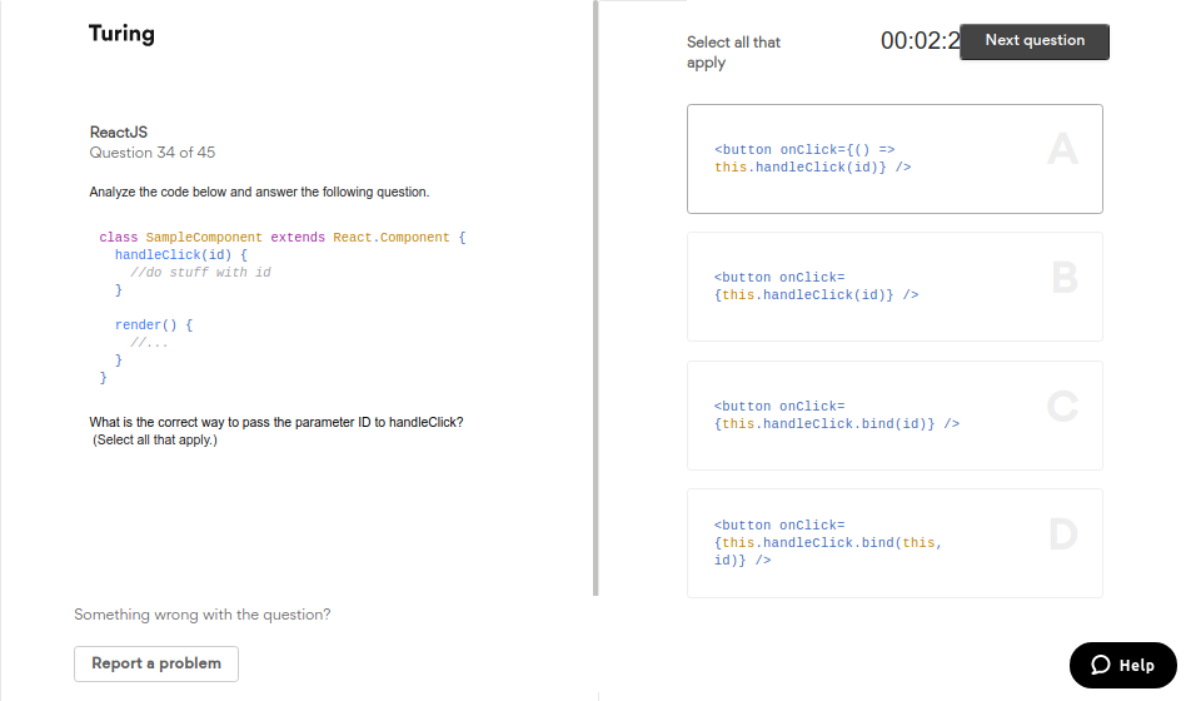 Turing
ReactJS
Question 34 of 45
Analyze the code below and answer the following question.
class SampleComponent extends React.Component {
handleClick(id) {
//do stuff with id
}
render() {
//...
}
}
What is the correct way to pass the parameter ID to handleClick?
(Select all that apply.)
Something wrong with the question?
Report a problem
Select all that
apply
00:02:2
Next question
<button onClick={() =>
this.handleClick(id)} />
A
<button onClick=
{this.handleClick(id)} />
B
<button onClick=
{this.handleClick.bind(id)} />
C
<button onClick=
{this.handleClick.bind(this,
id)} />
D
Help